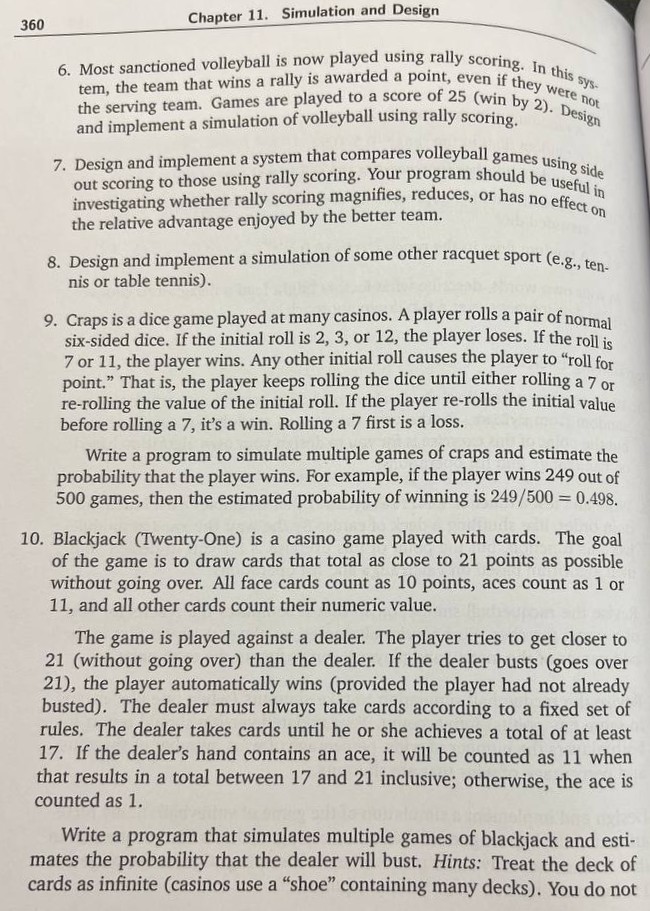 360
Chapter 11. Simulation and Design
6. Most sanctioned volleyball is now played using rally scoring. In this sys-
tem, the team that wins a rally is awarded a point, even if they were not
the serving team. Games are played to a score of 25 (win by 2). Design
and implement a simulation of volleyball using rally scoring.
7. Design and implement a system that compares volleyball games using side
out scoring to those using rally scoring. Your program should be useful in
investigating whether rally scoring magnifies, reduces, or has no effect on
the relative advantage enjoyed by the better team.
8. Design and implement a simulation of some other racquet sport (e.g., ten-
nis or table tennis).
9. Craps is a dice game played at many casinos. A player rolls a pair of normal
six-sided dice. If the initial roll is 2, 3, or 12, the player loses. If the roll is
7 or 11, the player wins. Any other initial roll causes the player to “roll for
point.” That is, the player keeps rolling the dice until either rolling a 7 or
re-rolling the value of the initial roll. If the player re-rolls the initial value
before rolling a 7, it’s a win. Rolling a 7 first is a loss.
Write a program to simulate multiple games of craps and estimate the
probability that the player wins. For example, if the player wins 249 out of
500 games, then the estimated probability of winning is 249/500 = 0.498.
10. Blackjack (Twenty-One) is a casino game played with cards. The goal
of the game is to draw cards that total as close to 21 points as possible
without going over. All face cards count as 10 points, aces count as 1 or
11, and all other cards count their numeric value.
The game is played against a dealer. The player tries to get closer to
21 (without going over) than the dealer. If the dealer busts (goes over
21), the player automatically wins (provided the player had not already
busted). The dealer must always take cards according to a fixed set of
rules. The dealer takes cards until he or she achieves a total of at least
17. If the dealer’s hand contains an ace, it will be counted as 11 when
that results in a total between 17 and 21 inclusive; otherwise, the ace is
counted as 1.
Write a program that simulates multiple games of blackjack and esti-
mates the probability that the dealer will bust. Hints: Treat the deck of
cards as infinite (casinos use a “shoe” containing many decks). You do not